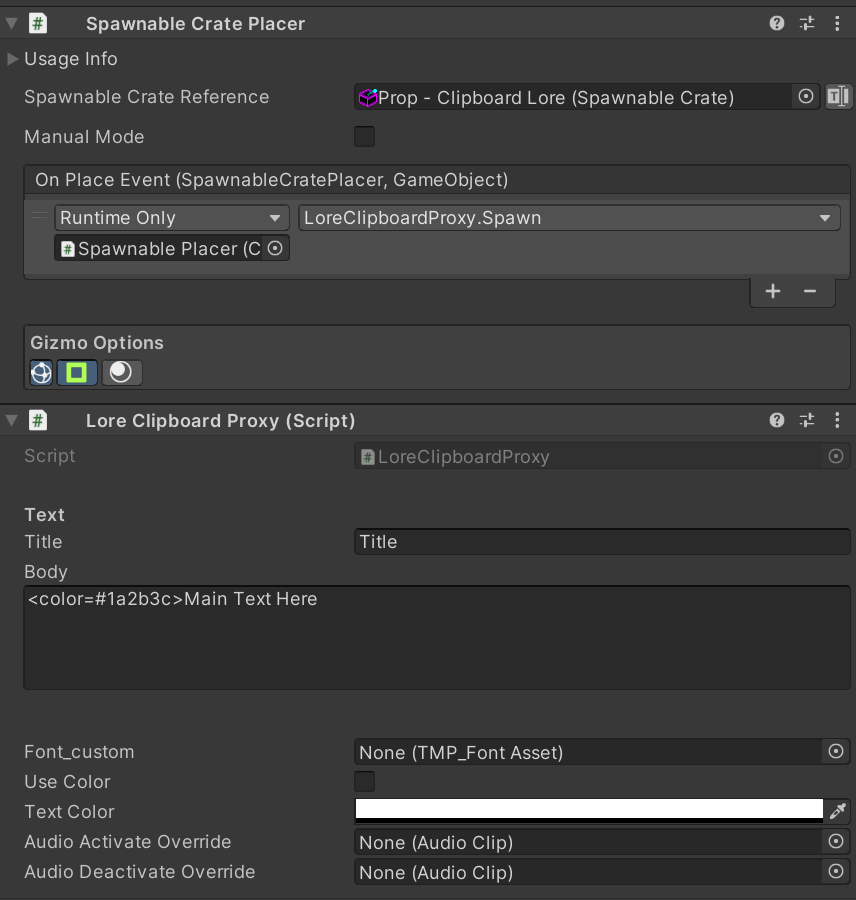 Spawnable Crate Placer
Usage Info
Spawnable Crate Reference
Prop - Clipboard Lore (Spawnable Crate)
Manual Mode
On Place Event (SpawnableCratePlacer, GameObject)
Runtime Only
LoreClipboardProxy.Spawn
Spawnable Placer (C
Gizmo Options
Lore Clipboard Proxy (Script)
Script
LoreClipboardProxy
Text
Title
Title
Body
<color=#1a2b3c>Main Text Here
Font_custom
None (TMP_Font Asset)
Use Color
Text Color
Audio Activate Override
None (Audio Clip)
Audio Deactivate Override
None (Audio Clip)